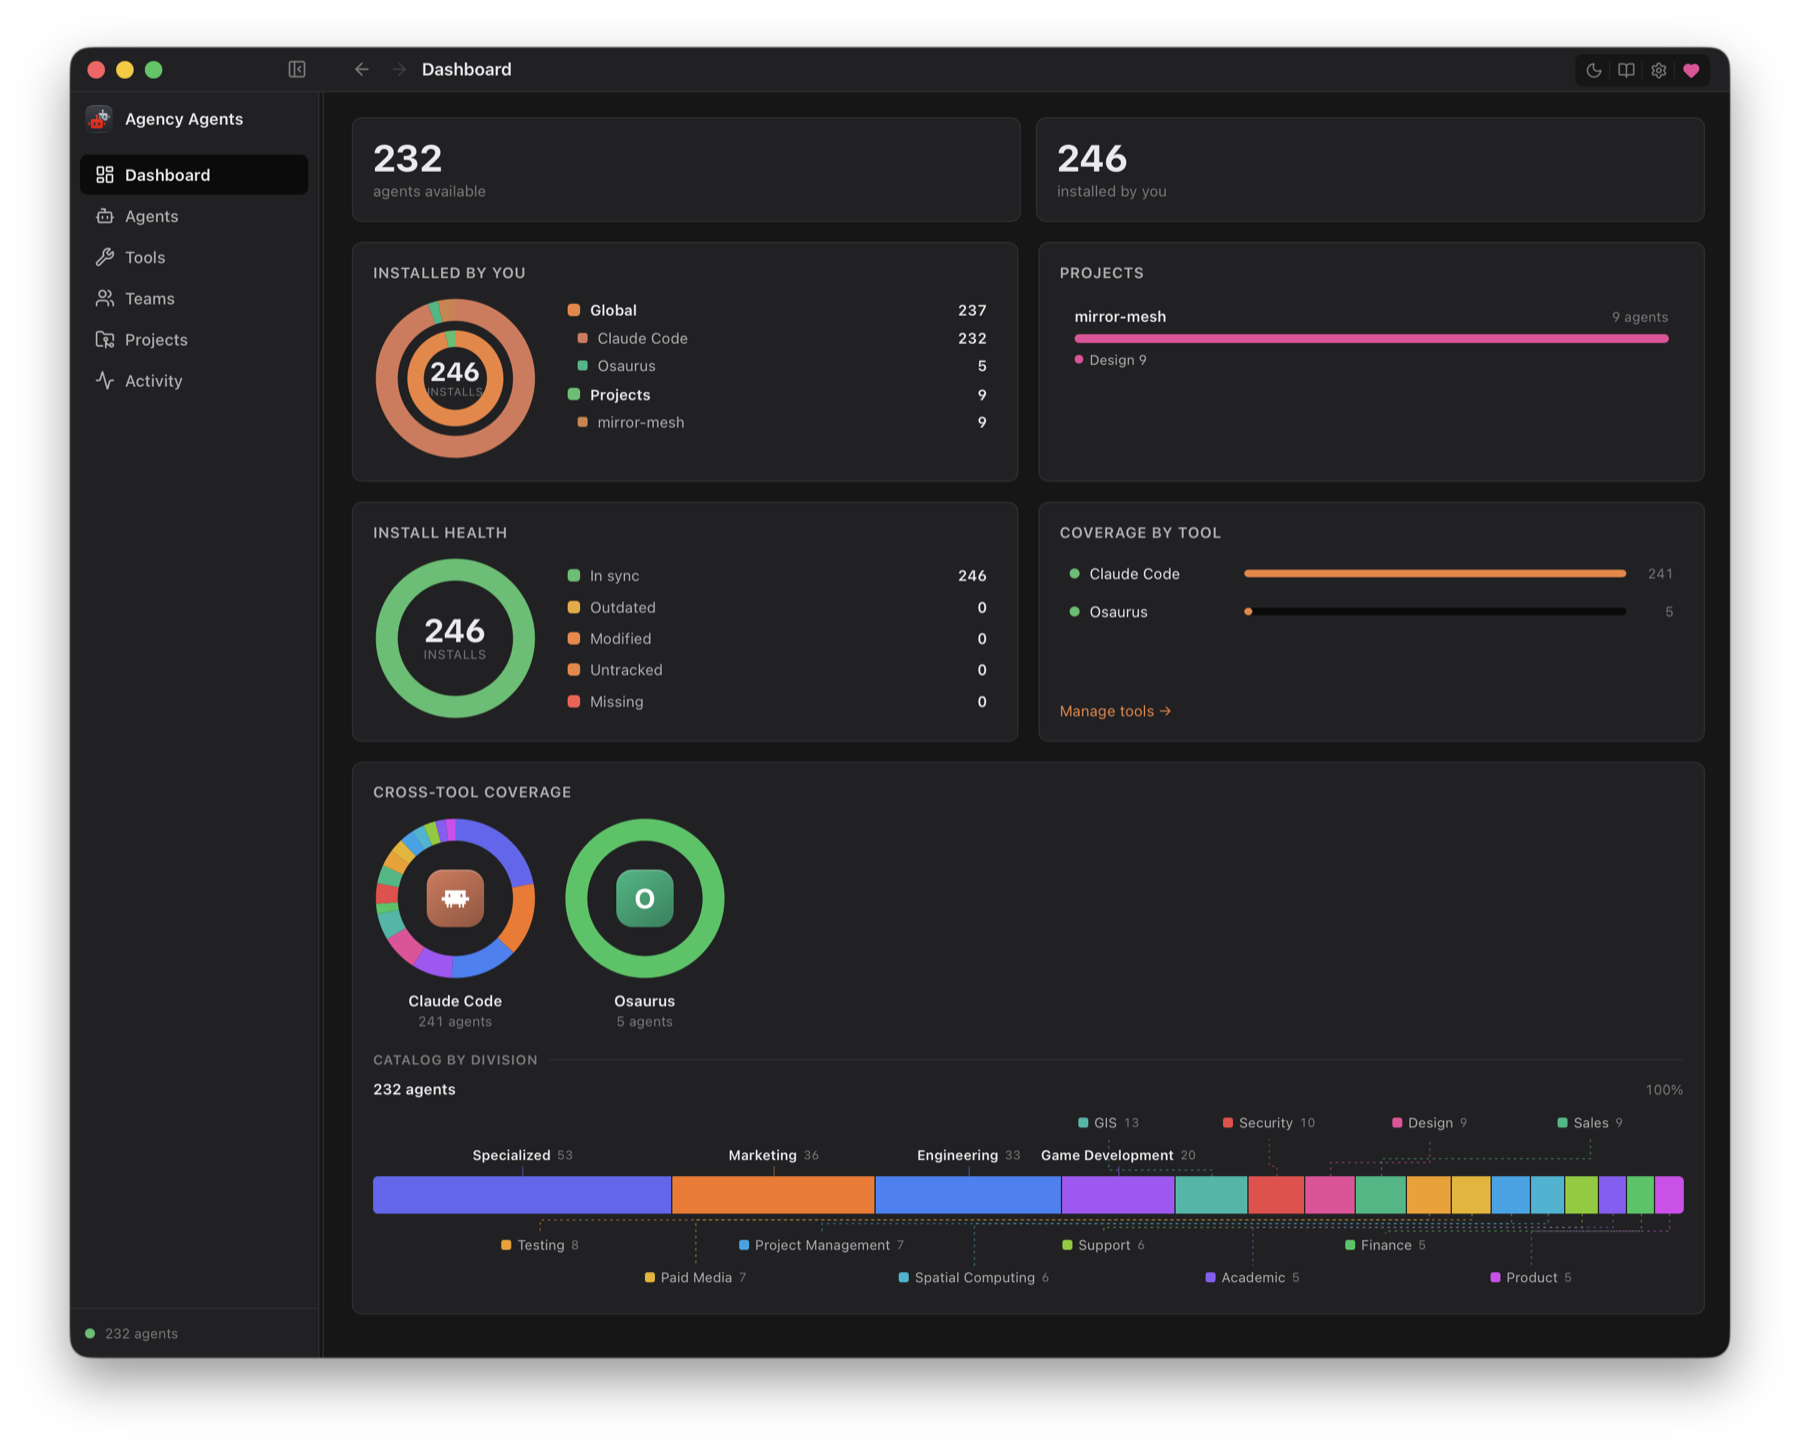 Dashboard
Agency Agents
Dashboard
Agents
Tools
Teams
Projects
Activity
232 agents
232
agents available
246
installed by you
INSTALLED BY YOU
246
INSTALLS
Global 237
Claude Code 232
Osaurus 5
Projects 9
mirror-mesh 9
PROJECTS
mirror-mesh 9 agents
Design 9
INSTALL HEALTH
246
INSTALLS
In sync 246
Outdated 0
Modified 0
Untracked 0
Missing 0
COVERAGE BY TOOL
Claude Code 241
Osaurus 5
Manage tools →
CROSS-TOOL COVERAGE
O
Claude Code
241 agents
Osaurus
5 agents
CATALOG BY DIVISION
232 agents 100%
GIS 13 Security 10 Design 9 Sales 9
Specialized 53 Marketing 36 Engineering 33 Game Development 20
Testing 8 Project Management 7 Support 6 Finance 5
Paid Media 7 Spatial Computing 6 Academic 5 Product 5